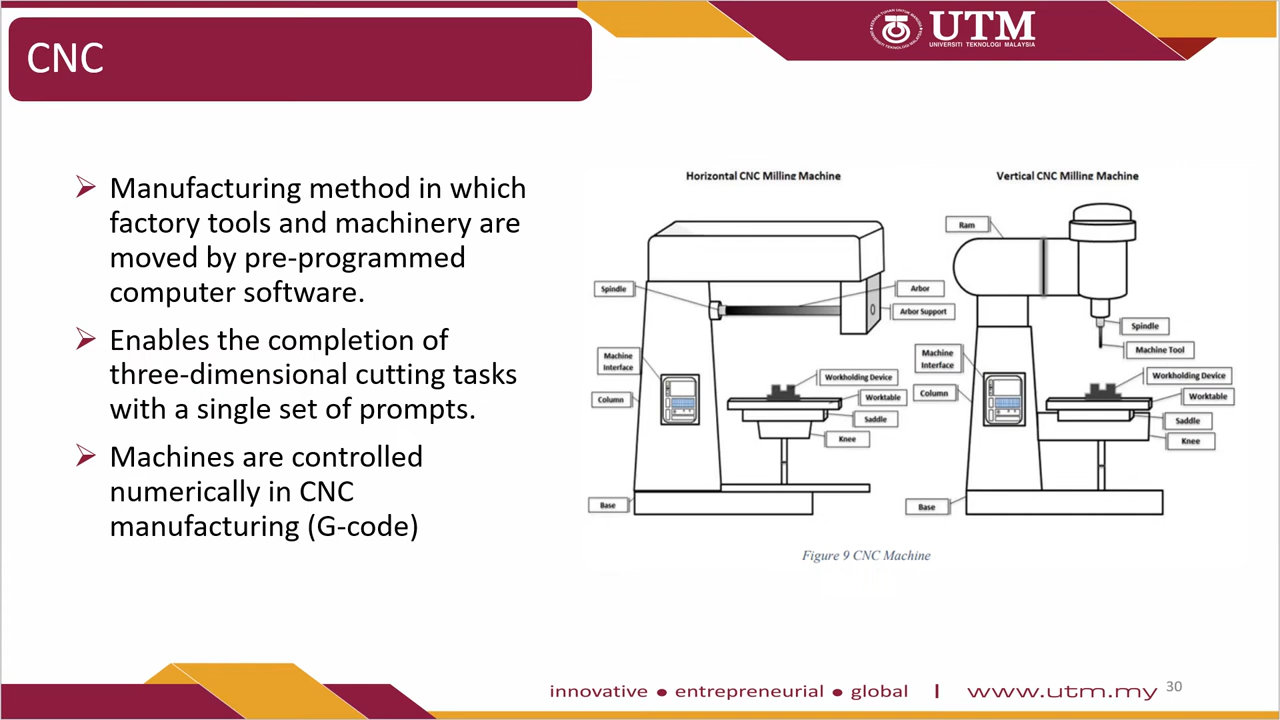 CNC
UTM
UNIVERSITI TEKNOLOGI MALAYSIA
➢ Manufacturing method in which
factory tools and machinery are
moved by pre-programmed
computer software.
➢ Enables the completion of
three-dimensional cutting tasks
with a single set of prompts.
➢ Machines are controlled
numerically in CNC
manufacturing (G-code)
Horizontal CNC Milling Machine
Spindle
Arbor
Arbor Support
Machine
Interface
Workholding Device
Column
Worktable
Saddle
Knee
Base
Vertical CNC Milling Machine
Ram
Spindle
Machine Tool
Machine
Interface
Workholding Device
Column
Worktable
Saddle
Knee
Base
Figure 9 CNC Machine
innovative ● entrepreneurial ● global | www.utm.my
30